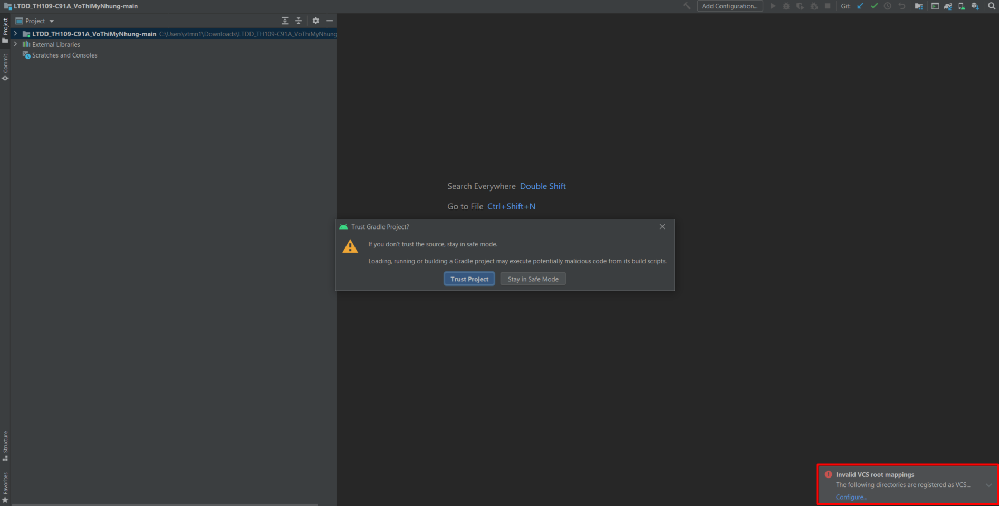 LTDD_TH109-C91A_VoThiMyNhung-main
Add Configuration...
Git:
Project
Project
LTDD_TH109-C91A_VoThiMyNhung-main C:\Users\vtmn1\Downloads\LTDD_TH109-C91A_VoThiMyNhung
External Libraries
Scratches and Consoles
Commit
Search Everywhere Double Shift
Go to File Ctrl+Shift+N
Trust Gradle Project?
If you don't trust the source, stay in safe mode.
Loading, running or building a Gradle project may execute potentially malicious code from its build scripts.
Trust Project Stay in Safe Mode
Structure
Favorites
Invalid VCS root mappings
The following directories are registered as VCS...
Configure...